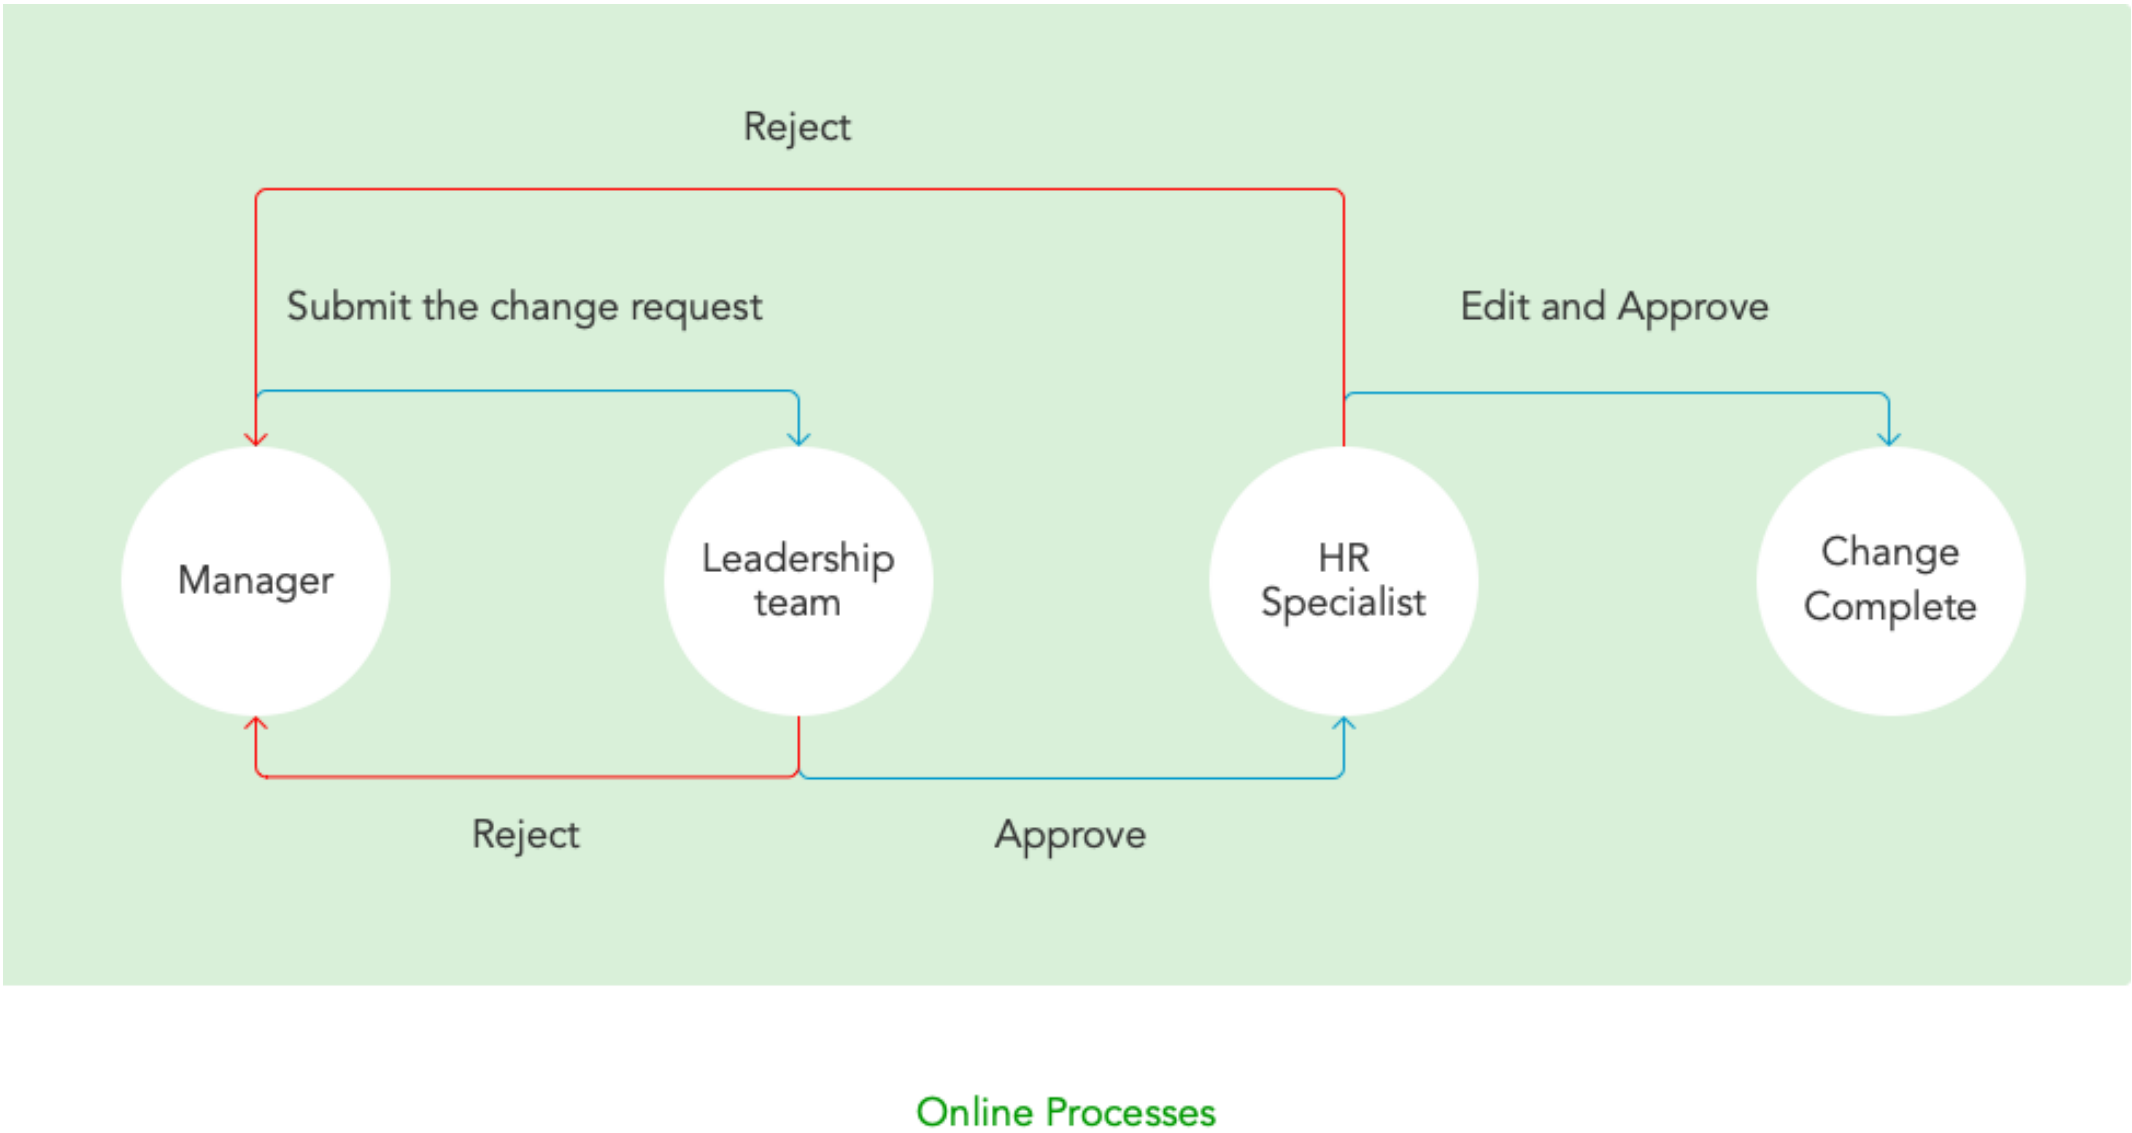 Reject
Submit the change request
Edit and Approve
Manager
Leadership
team
HR
Specialist
Change
Complete
Reject
Approve
Online Processes